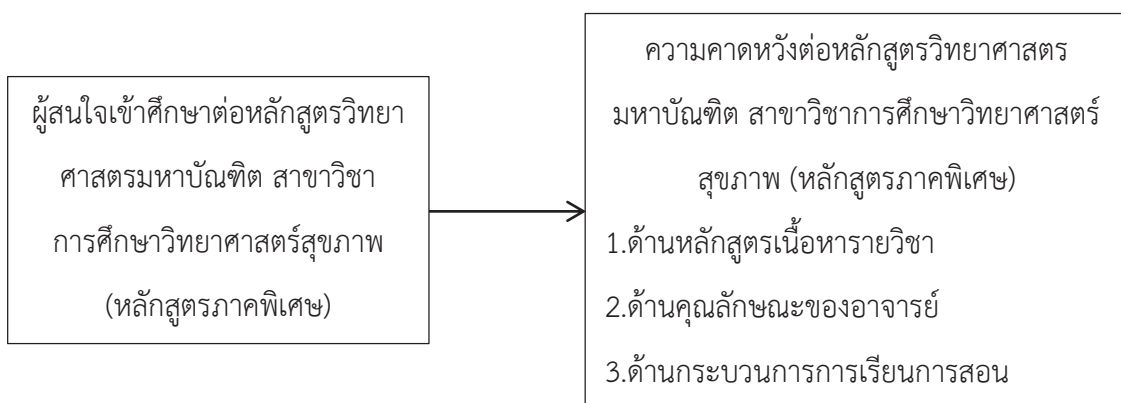 ผู้สนใจเข้าศึกษาต่อหลักสูตรวิทยา
ศาสตรมหาบัณฑิต สาขาวิชา
การศึกษาวิทยาศาสตร์สุขภาพ
(หลักสูตรภาคพิเศษ)
ความคาดหวังต่อหลักสูตรวิทยาศาสตร
มหาบัณฑิต สาขาวิชาการศึกษาวิทยาศาสตร์
สุขภาพ (หลักสูตรภาคพิเศษ)
1.ด้านหลักสูตรเนื้อหารายวิชา
2.ด้านคุณลักษณะของอาจารย์
3.ด้านกระบวนการการเรียนการสอน